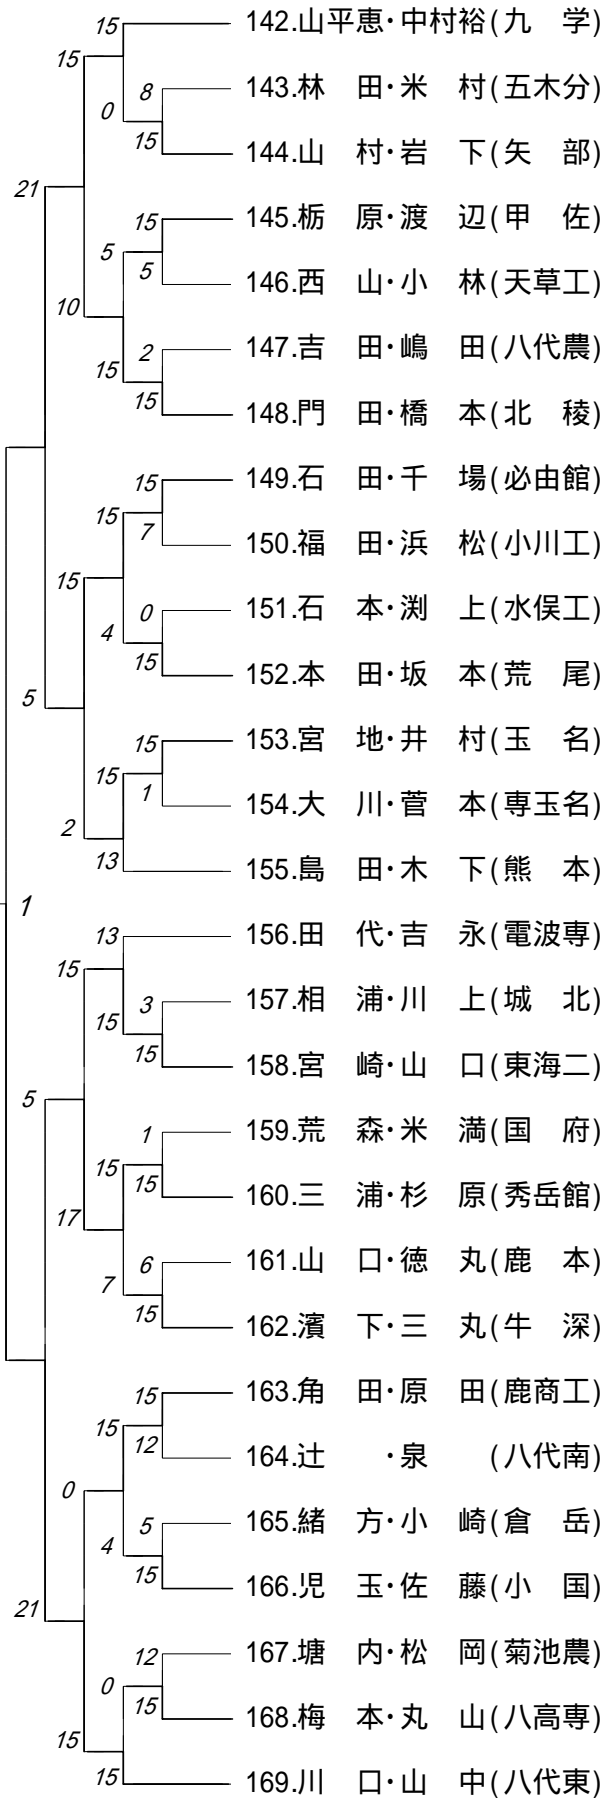 15
142.山平恵・中村裕(九　学)
15
8
143.林　田・米　村(五木分)
0
15
144.山　村・岩　下(矢　部)
21
15
145.栃　原・渡　辺(甲　佐)
5
5
146.西　山・小　林(天草工)
10
2
147.吉　田・嶋　田(八代農)
15
15
148.門　田・橋　本(北　稜)
15
149.石　田・千　場(必由館)
15
7
150.福　田・浜　松(小川工)
15
0
151.石　本・渕　上(水俣工)
4
15
152.本　田・坂　本(荒　尾)
5
15
153.宮　地・井　村(玉　名)
15
1
154.大　川・菅　本(専玉名)
2
13
155.島　田・木　下(熊　本)
1
13
156.田　代・吉　永(電波専)
15
3
157.相　浦・川　上(城　北)
15
15
158.宮　崎・山　口(東海二)
5
1
159.荒　森・米　満(国　府)
15
15
160.三　浦・杉　原(秀岳館)
17
6
161.山　口・徳　丸(鹿　本)
7
15
162.濱　下・三　丸(牛　深)
15
163.角　田・原　田(鹿商工)
15
12
164.辻　　・泉　　(八代南)
0
5
165.緒　方・小　崎(倉　岳)
4
15
166.児　玉・佐　藤(小　国)
21
12
167.塘　内・松　岡(菊池農)
0
15
168.梅　本・丸　山(八高専)
15
15
169.川　口・山　中(八代東)